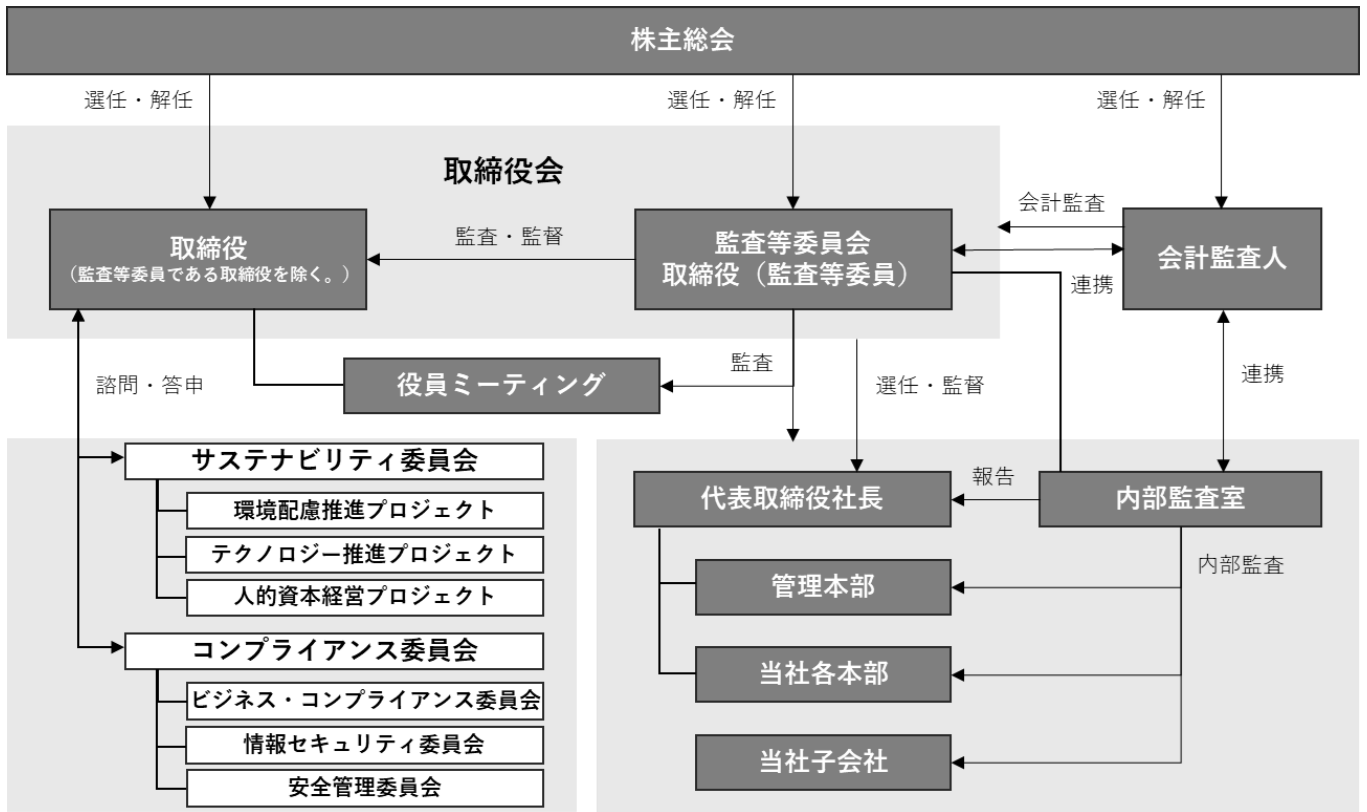 株主総会
選任・解任
選任・解任
選任・解任
取締役会
取締役
（監査等委員である取締役を除く。）
監査・監督
監査等委員会
取締役（監査等委員）
会計監査
連携
会計監査人
諮問・答申
役員ミーティング
監査
選任・監督
連携
サステナビリティ委員会
環境配慮推進プロジェクト
テクノロジー推進プロジェクト
人的資本経営プロジェクト
コンプライアンス委員会
ビジネス・コンプライアンス委員会
情報セキュリティ委員会
安全管理委員会
代表取締役社長
報告
内部監査室
内部監査
管理本部
当社各本部
当社子会社